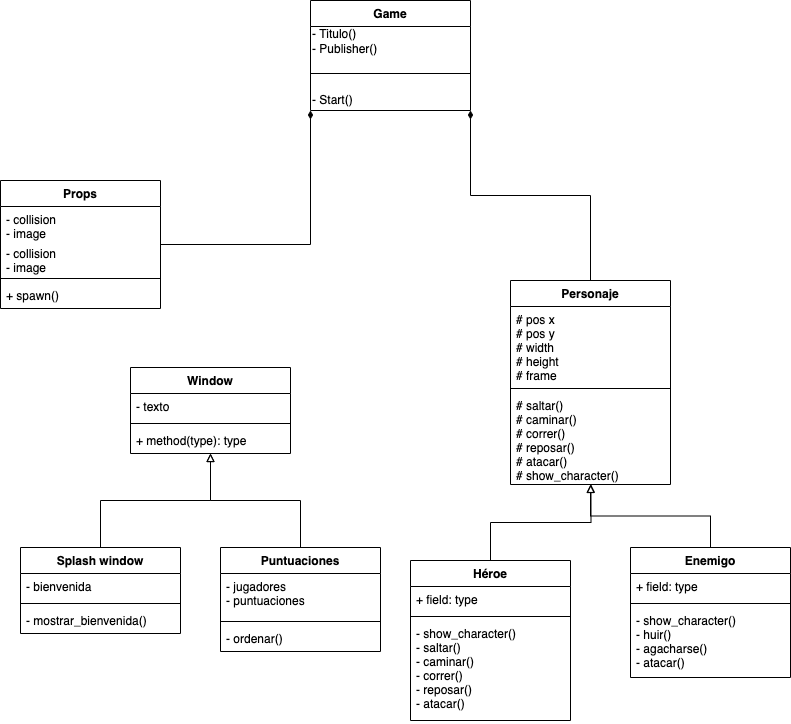 Game
- Titulo()
- Publisher()
- Start()
Props
- collision
- image
- collision
- image
+ spawn()
Personaje
# pos x
# pos y
# width
# height
# frame
# saltar()
# caminar()
# correr()
# reposar()
# atacar()
# show_character()
Window
- texto
+ method(type): type
Splash window
- bienvenida
- mostrar_bienvenida()
Puntuaciones
- jugadores
- puntuaciones
- ordenar()
Héroe
+ field: type
- show_character()
- saltar()
- caminar()
- correr()
- reposar()
- atacar()
Enemigo
+ field: type
- show_character()
- huir()
- agacharse()
- atacar()